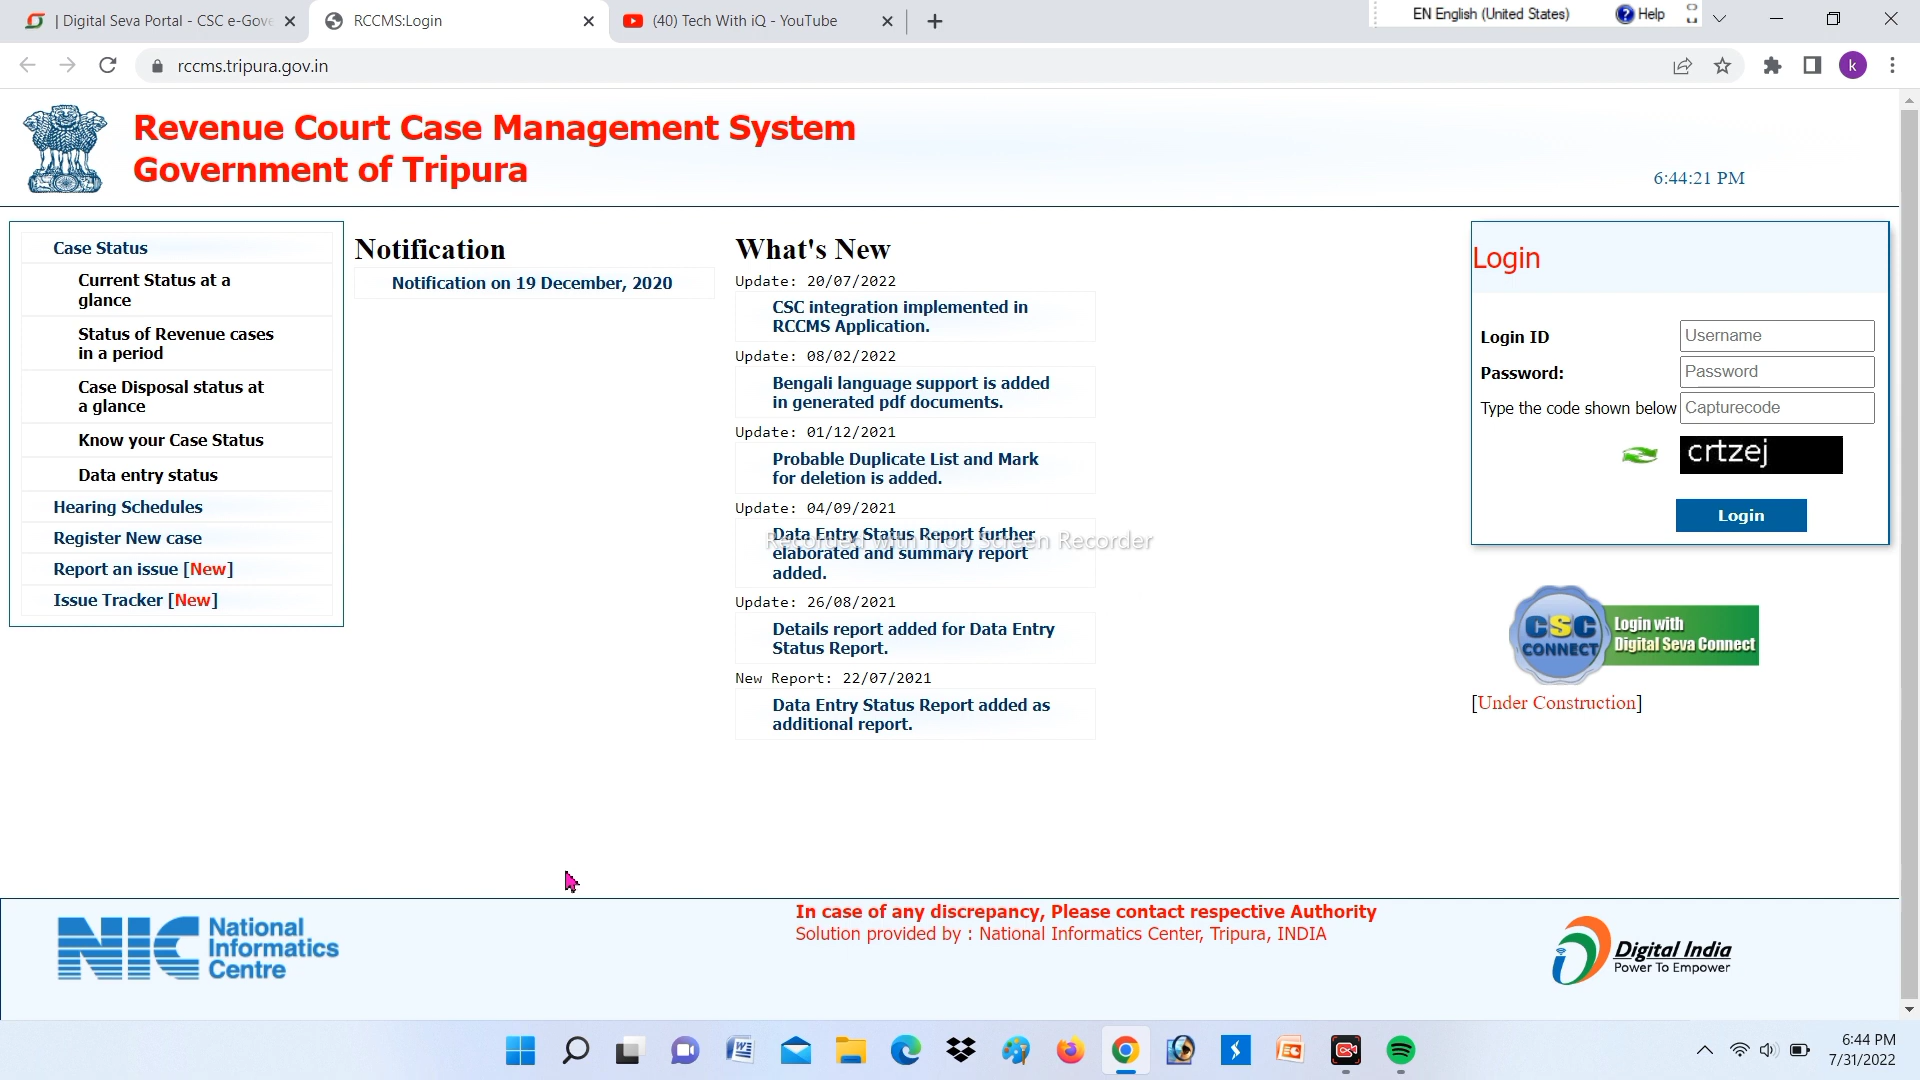 | Digital Seva Portal - CSC e-Gove
RCCMS:Login
(40) Tech With iQ - YouTube
EN English (United States)
Help
rccms.tripura.gov.in
k
Revenue Court Case Management System
Government of Tripura
6:44:21 PM
Case Status
Current Status at a
glance
Status of Revenue cases
in a period
Case Disposal status at
a glance
Know your Case Status
Data entry status
Hearing Schedules
Register New case
Report an issue [New]
Issue Tracker [New]
Notification
Notification on 19 December, 2020
What's New
Update: 20/07/2022
CSC integration implemented in
RCCMS Application.
Update: 08/02/2022
Bengali language support is added
in generated pdf documents.
Update: 01/12/2021
Probable Duplicate List and Mark
for deletion is added.
Update: 04/09/2021
Data Entry Status Report further
elaborated and summary report
added.
Recorded with iTop Screen Recorder
Update: 26/08/2021
Details report added for Data Entry
Status Report.
New Report: 22/07/2021
Data Entry Status Report added as
additional report.
Login
Login ID
Username
Password:
Password
Type the code shown below
Capturecode
crtzej
Login
CSC
CONNECT
Login with
Digital Seva Connect
[Under Construction]
NIC
National
Informatics
Centre
In case of any discrepancy, Please contact respective Authority
Solution provided by : National Informatics Center, Tripura, INDIA
Digital India
Power To Empower
6:44 PM
7/31/2022